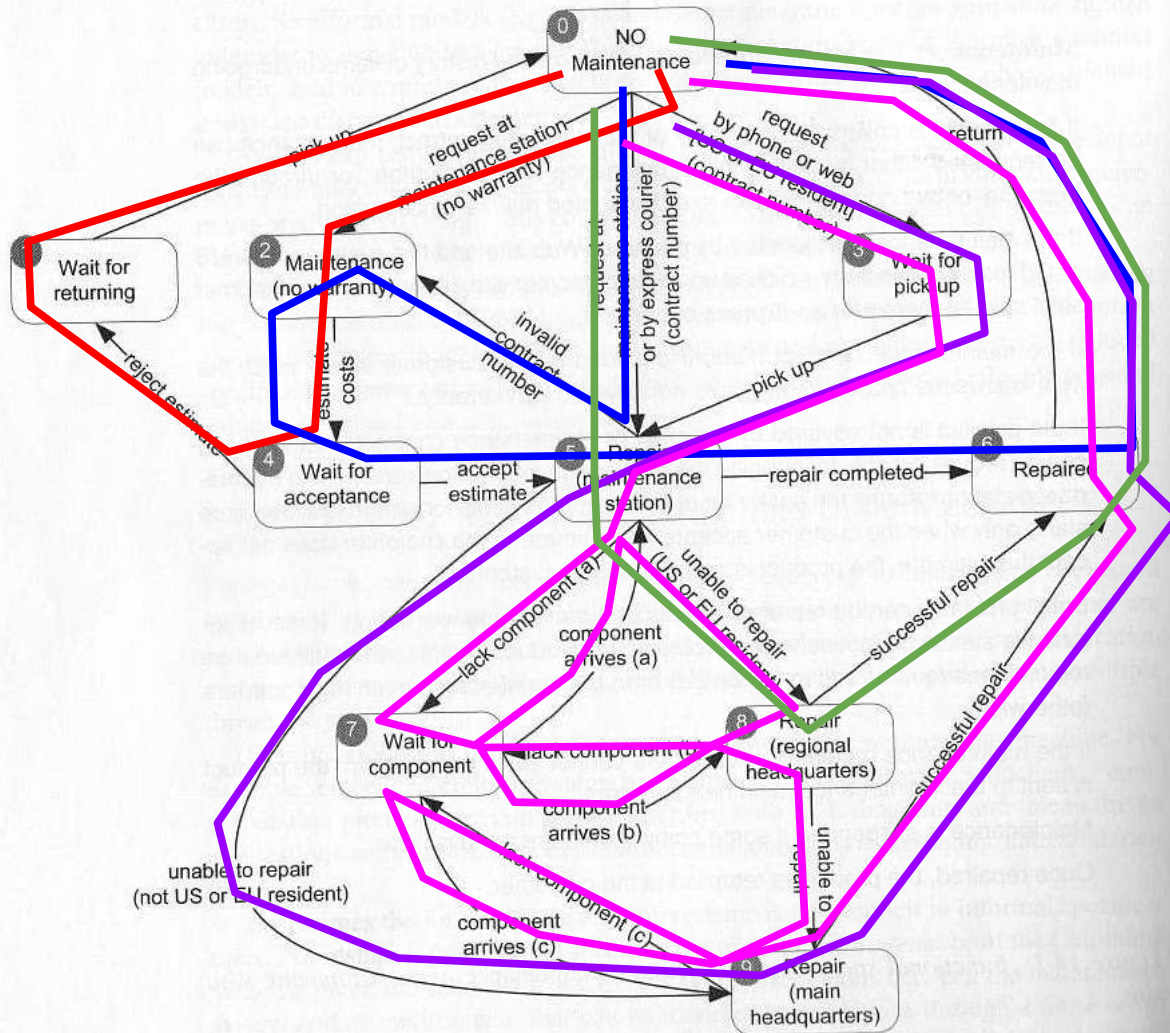 0
NO
Maintenance
pick up
request at
maintenance station
(no warranty)
request
by phone or web
[US or EU resident]
(contract number)
return
request at
maintenance station
or by express courier
(contract number)
Wait for
returning
2
Maintenance
(no warranty)
3
Wait for
pick up
invalid
contract
number
reject estimate
estimate
costs
pick up
4
Wait for
acceptance
accept
estimate
5
Repair
(maintenance
station)
repair completed
6
Repaired
lack component (a)
component
arrives (a)
unable to repair
(US or EU resident)
successful repair
7
Wait for
component
lack component (b)
component
arrives (b)
8
Repair
(regional
headquarters)
successful repair
unable to
repair
unable to repair
(not US or EU resident)
lack component (c)
component
arrives (c)
9
Repair
(main
headquarters)